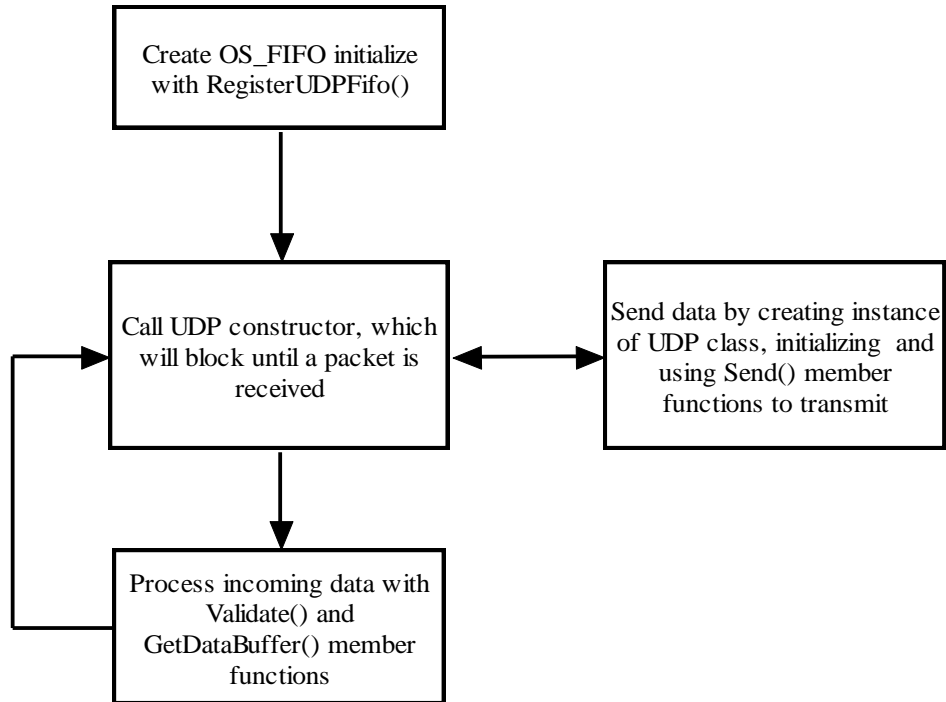 Create OS_FIFO initialize
with RegisterUDPFifo()
Call UDP constructor, which
will block until a packet is
received
Send data by creating instance
of UDP class, initializing and
using Send() member
functions to transmit
Process incoming data with
Validate() and
GetDataBuffer() member
functions